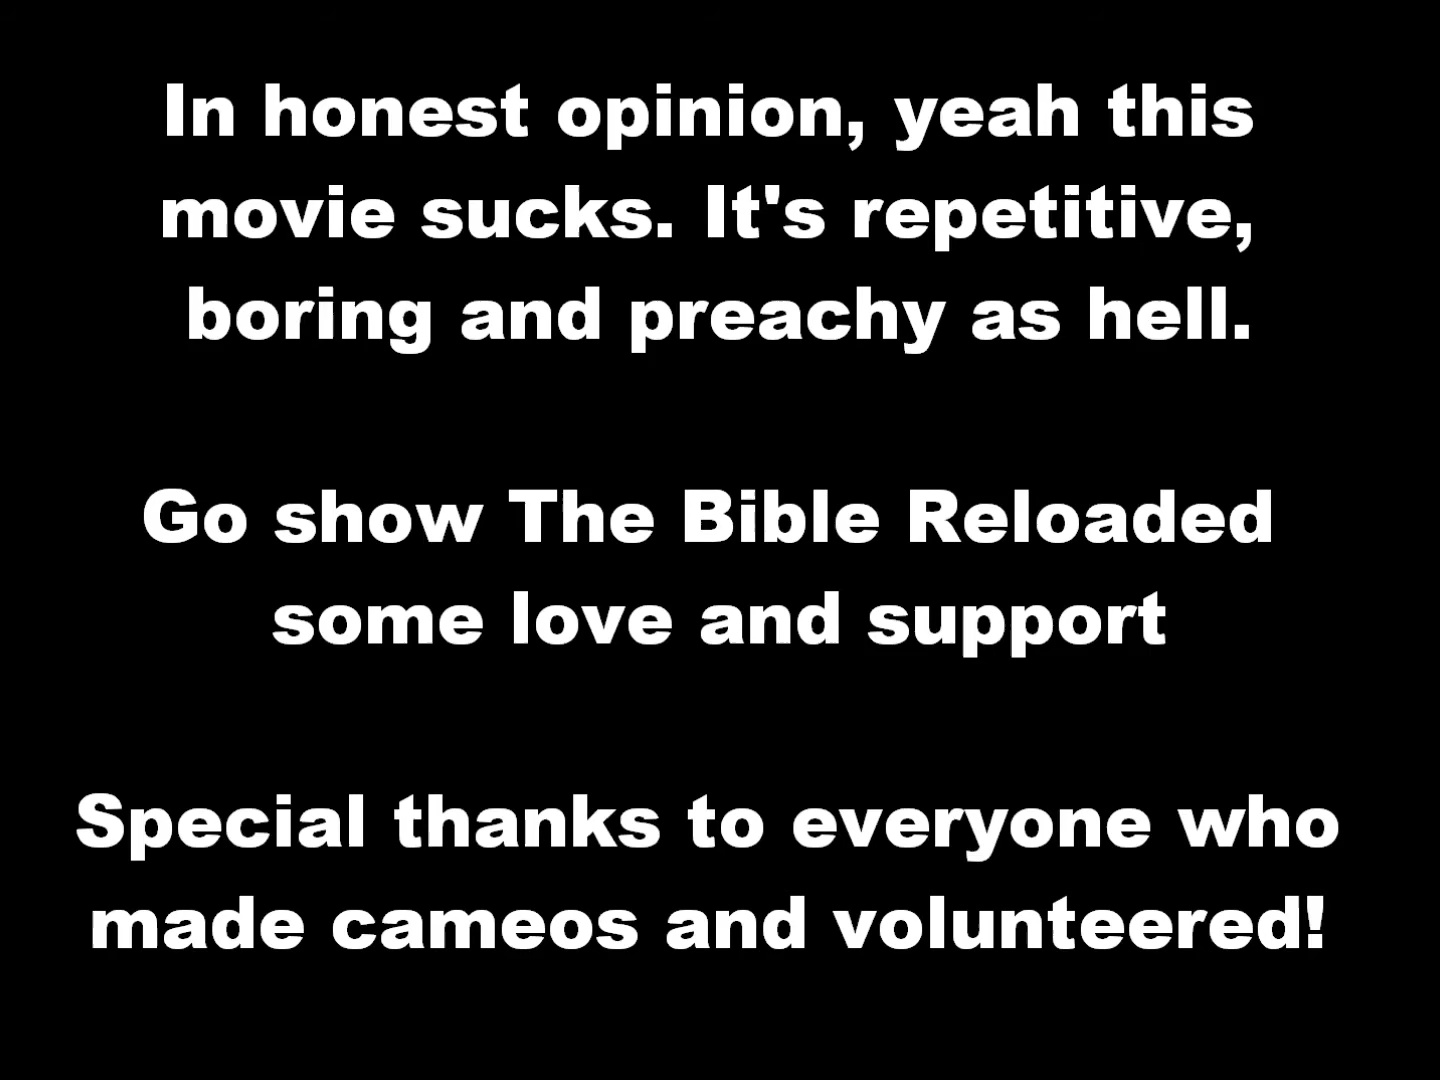 In honest opinion, yeah this
movie sucks. It's repetitive,
boring and preachy as hell.
Go show The Bible Reloaded
some love and support
Special thanks to everyone who
made cameos and volunteered!